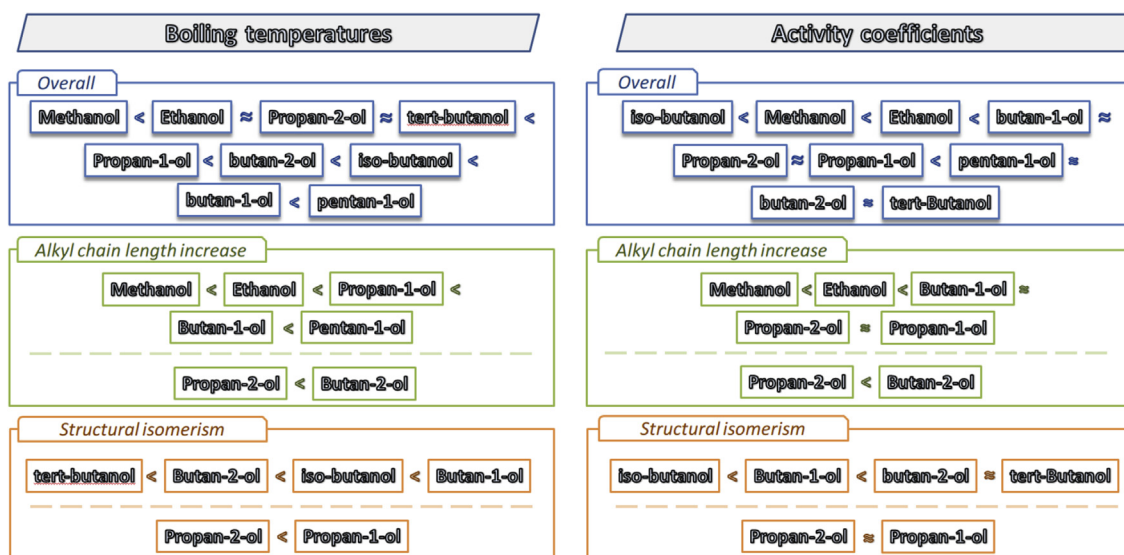 Boiling temperatures
Overall
Methanol < Ethanol ≈ Propan-2-ol ≈ tert-butanol <
Propan-1-ol < butan-2-ol < iso-butanol <
butan-1-ol < pentan-1-ol
Alkyl chain length increase
Methanol < Ethanol < Propan-1-ol <
Butan-1-ol < Pentan-1-ol
Propan-2-ol < Butan-2-ol
Structural isomerism
tert-butanol < Butan-2-ol < iso-butanol < Butan-1-ol
Propan-2-ol < Propan-1-ol
Activity coefficients
Overall
iso-butanol < Methanol < Ethanol < butan-1-ol ≈
Propan-2-ol ≈ Propan-1-ol < pentan-1-ol ≈
butan-2-ol ≈ tert-Butanol
Alkyl chain length increase
Methanol < Ethanol < Butan-1-ol ≈
Propan-2-ol ≈ Propan-1-ol
Propan-2-ol < Butan-2-ol
Structural isomerism
iso-butanol < Butan-1-ol < butan-2-ol ≈ tert-Butanol
Propan-2-ol ≈ Propan-1-ol